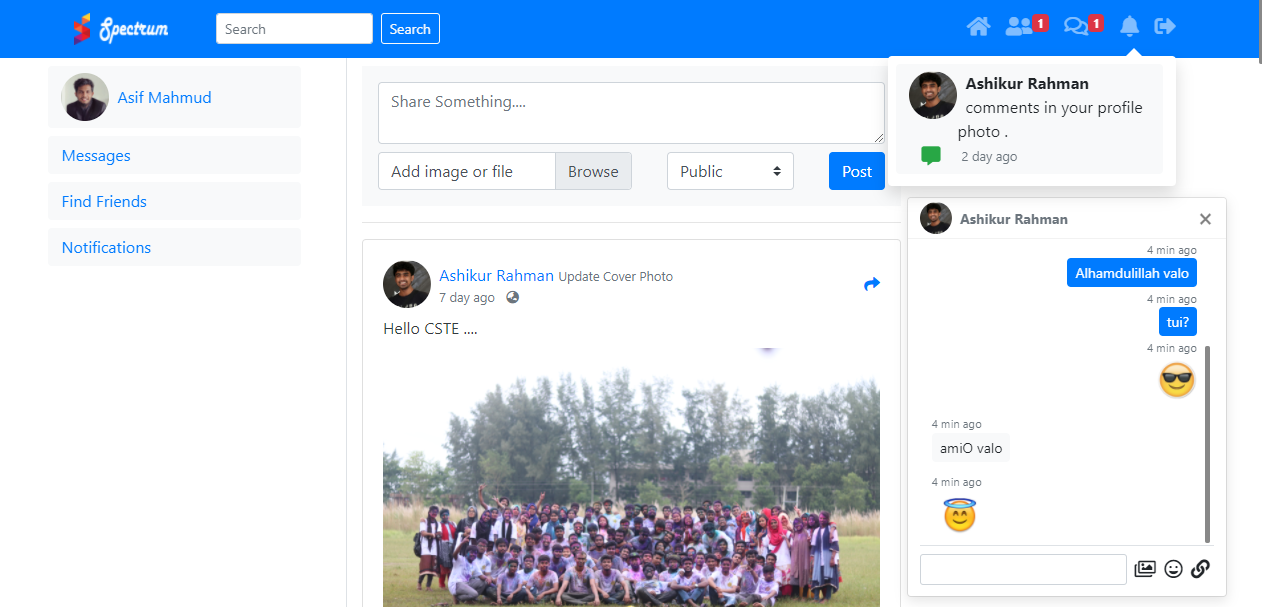 Spectrum
Search
Search
1
1
Asif Mahmud
Messages
Find Friends
Notifications
Share Something....
Add image or file
Browse
Public
Post
Ashikur Rahman Update Cover Photo
7 day ago
Hello CSTE ....
Ashikur Rahman
comments in your profile
photo .
2 day ago
Ashikur Rahman
4 min ago
Alhamdulillah valo
4 min ago
tui?
4 min ago
4 min ago
amiO valo
4 min ago